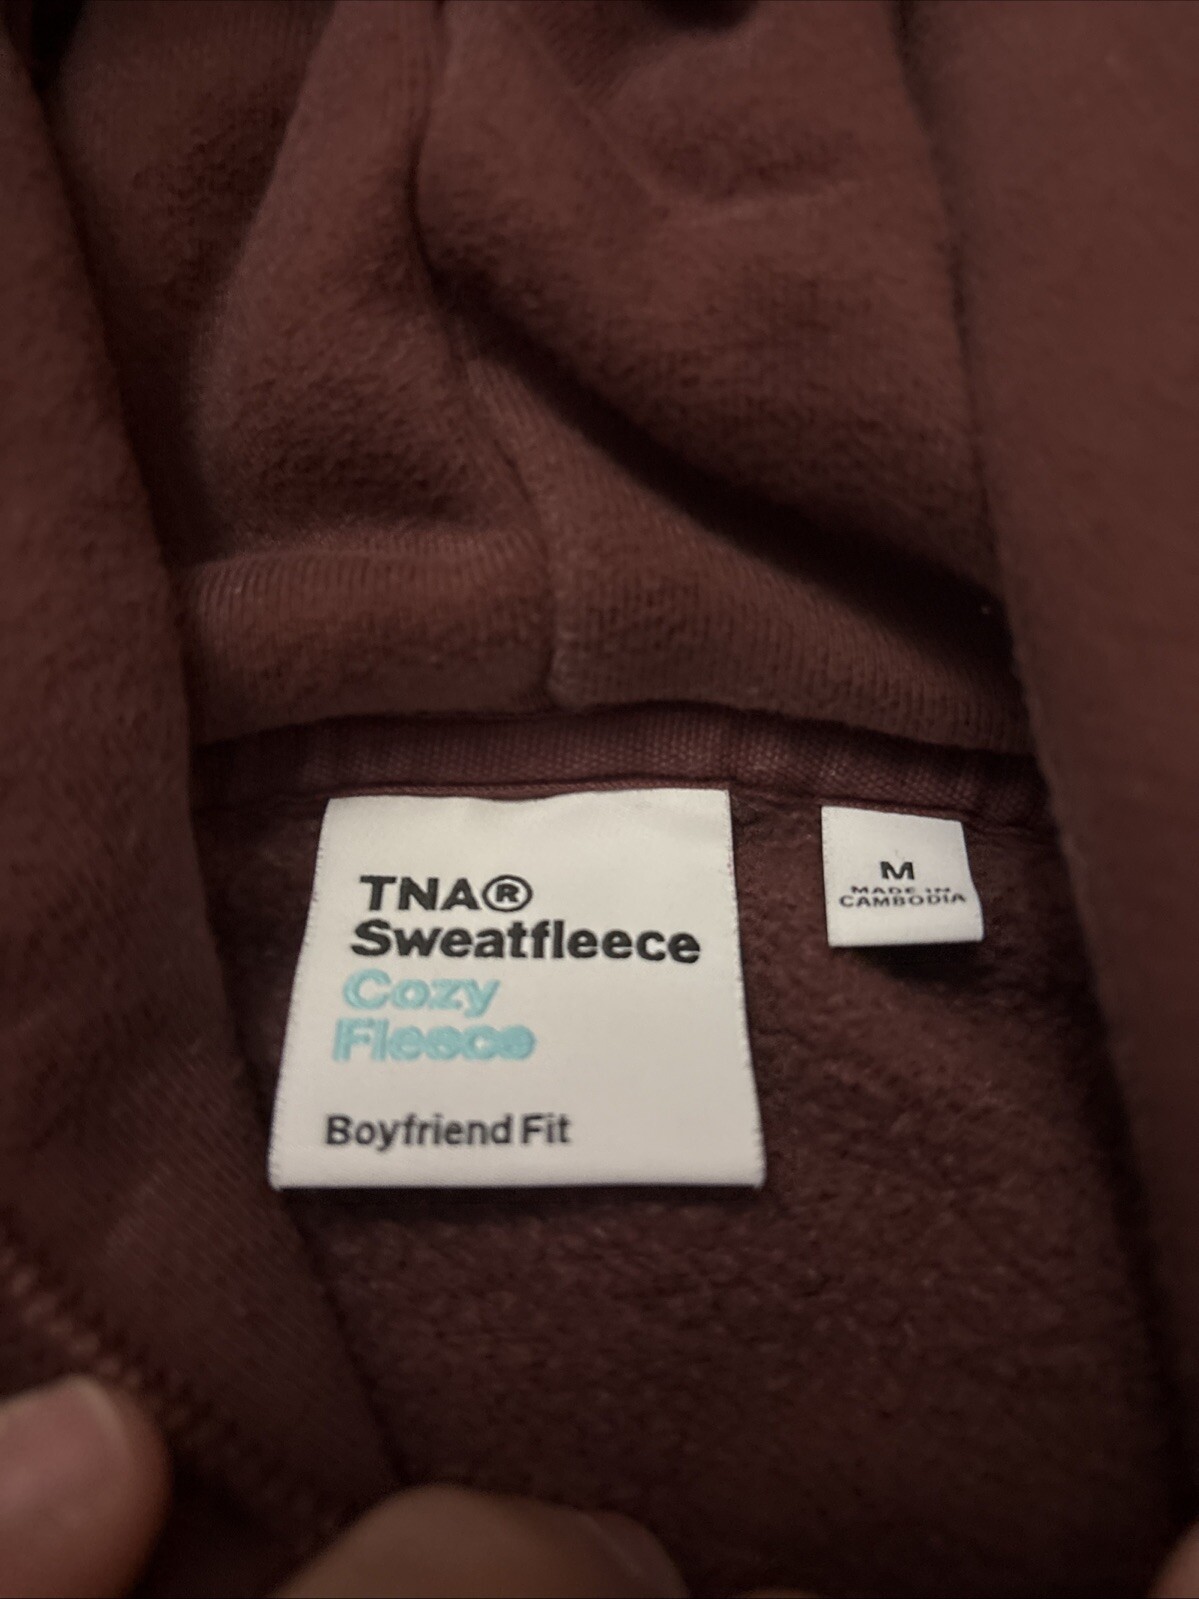 TNA®
Sweatfleece
Cozy
Fleece
Boyfriend Fit
M
MADE IN
CAMBODIA